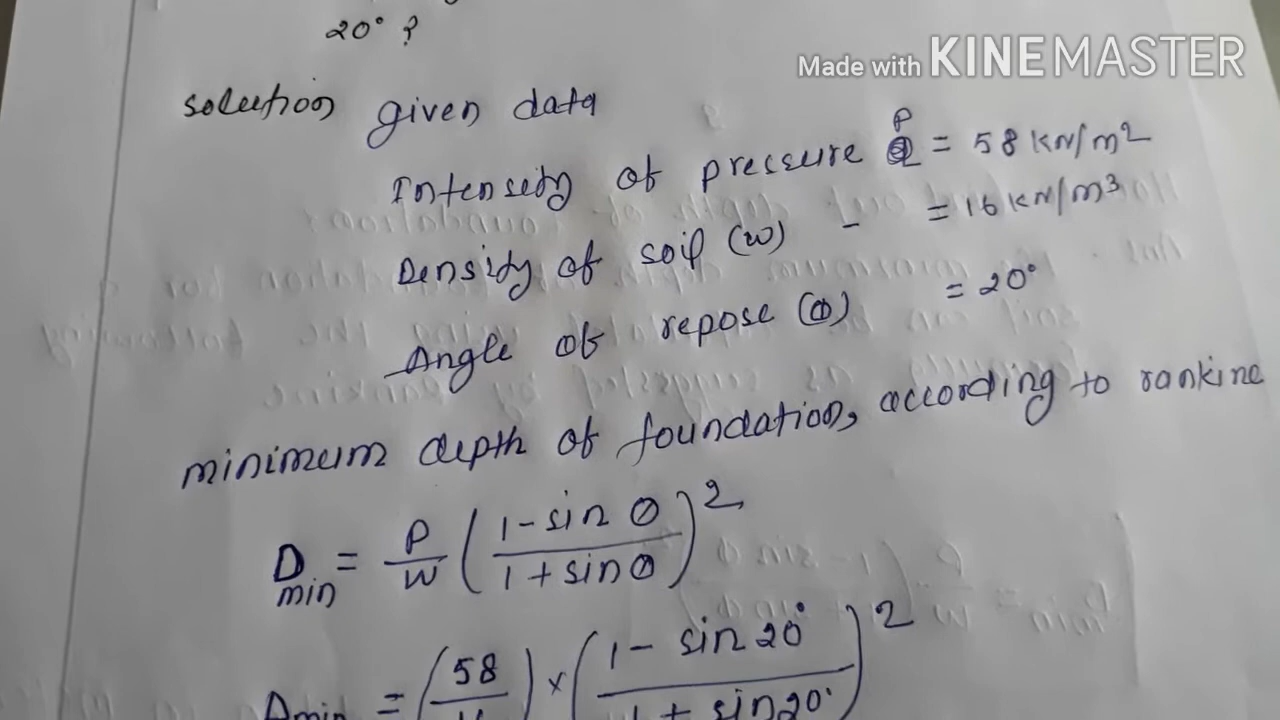 20° ?
Made with KINEMASTER
solution given data
Intensity of pressure P = 58 KN/m²
Density of soil (w) - = 16 KN/m³
Angle of repose (Φ) = 20°
minimum depth of foundation, according to rankine
D min = P/W (1 - sin Φ / 1 + sin Φ)²
Dmin = (58/) × (1 - sin 20° / 1 + sin 20°)²